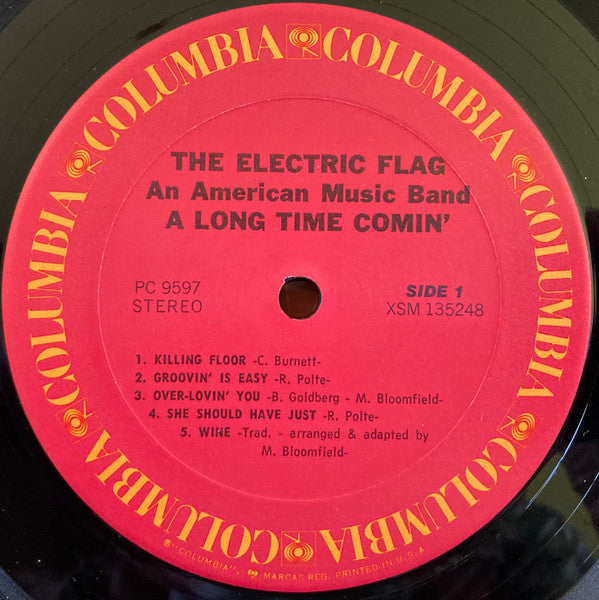 COLUMBIA COLUMBIA COLUMBIA COLUMBIA COLUMBIA COLUMBIA COLUMBIA
THE ELECTRIC FLAG
An American Music Band
A LONG TIME COMIN'
PC 9597
STEREO
SIDE 1
XSM 135248
1. KILLING FLOOR -C. Burnett-
2. GROOVIN' IS EASY -R. Polte-
3. OVER-LOVIN' YOU -B. Goldberg - M. Bloomfield-
4. SHE SHOULD HAVE JUST -R. Polte-
5. WINE -Trad. - arranged & adapted by
M. Bloomfield-
℗"COLUMBIA", MARCAS REG. PRINTED IN U.S.A.